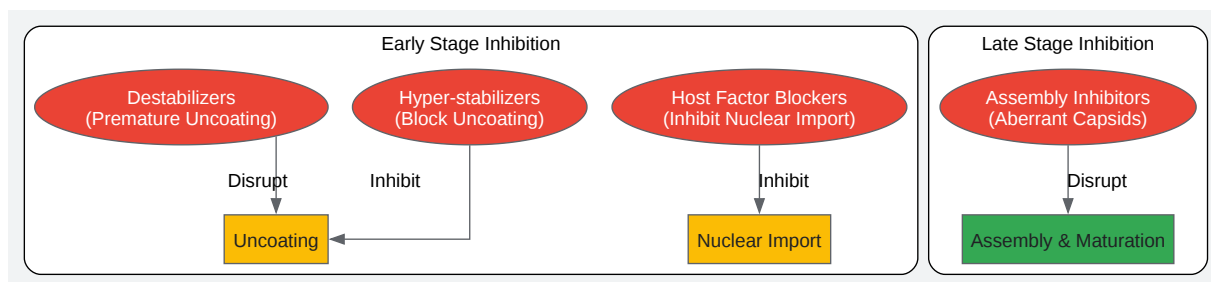 Early Stage Inhibition
Late Stage Inhibition
Destabilizers
(Premature Uncoating)
Hyper-stabilizers
(Block Uncoating)
Host Factor Blockers
(Inhibit Nuclear Import)
Assembly Inhibitors
(Aberrant Capsids)
Disrupt
Inhibit
Inhibit
Disrupt
Uncoating
Nuclear Import
Assembly & Maturation